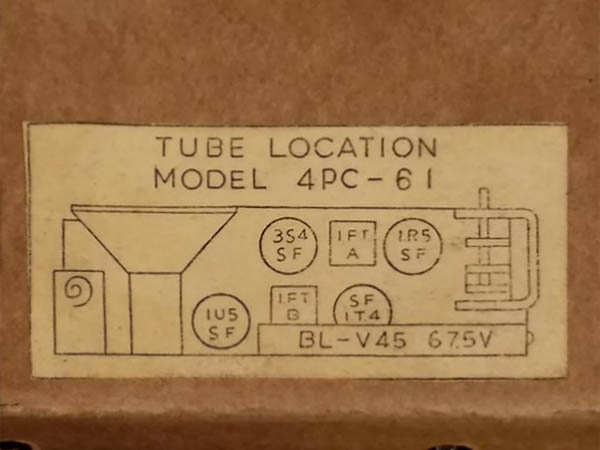 TUBE LOCATION
MODEL 4PC-61
3S4
SF
IFT
A
1R5
SF
1U5
SF
IFT
B
SF
1T4
BL-V45 67.5V